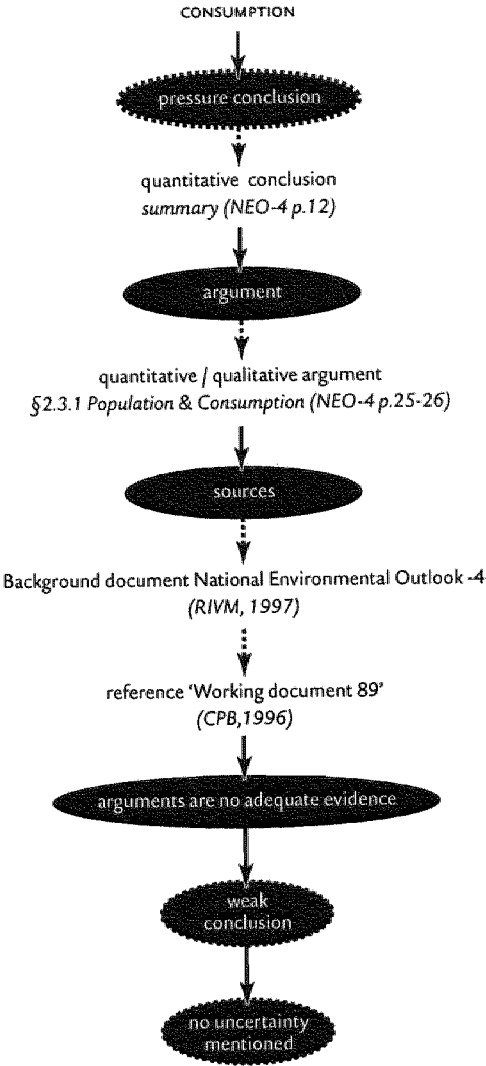 CONSUMPTION
pressure conclusion
quantitative conclusion
summary (NEO-4 p.12)
argument
quantitative / qualitative argument
§2.3.1 Population & Consumption (NEO-4 p.25-26)
sources
Background document National Environmental Outlook -4
(RIVM, 1997)
reference ‘Working document 89’
(CPB,1996)
arguments are no adequate evidence
weak
conclusion
no uncertainty
mentioned